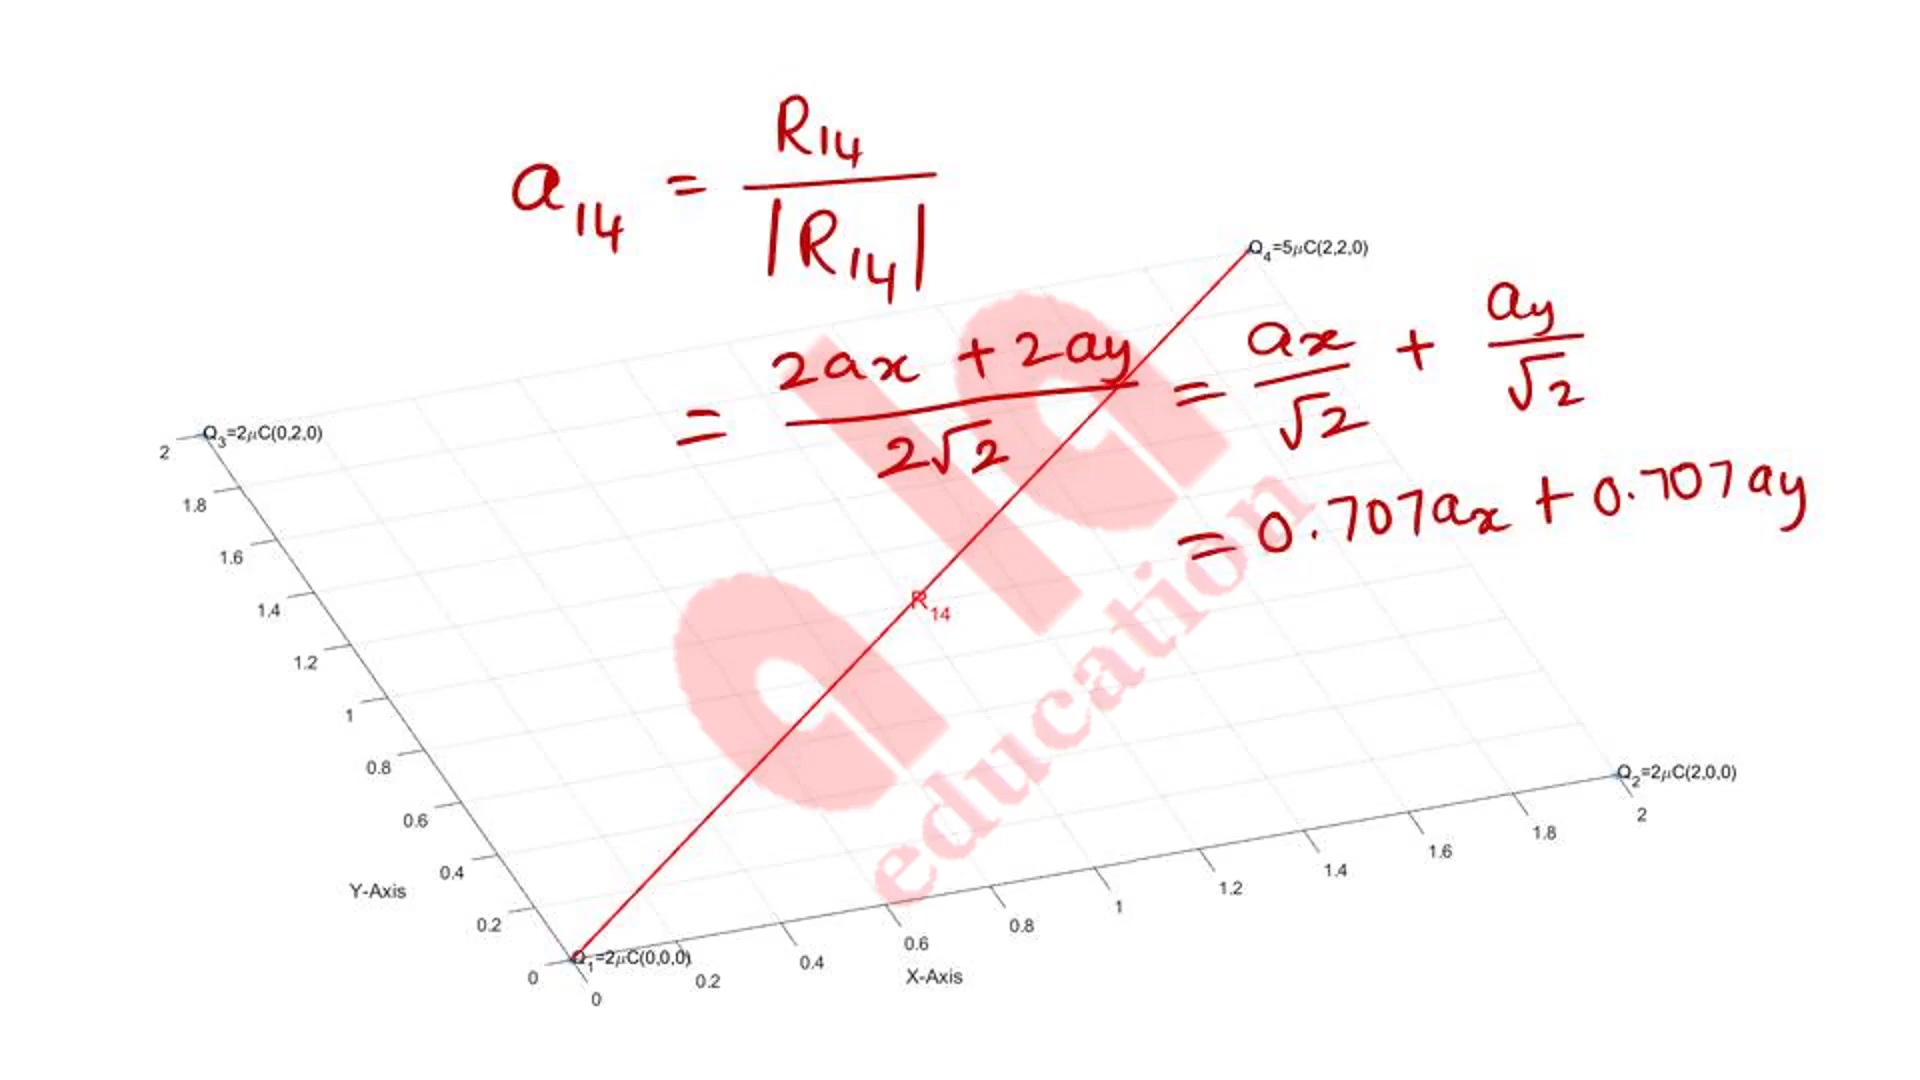 a₁₄ = R₁₄ / |R₁₄|
= 2ax + 2ay / 2√2 = ax/√2 + ay/√2
= 0.707ax + 0.707ay
Q₄=5μC(2,2,0)
Q₃=2μC(0,2,0)
R₁₄
Q₂=2μC(2,0,0)
Q₁=2μC(0,0,0)
2
1.8
1.6
1.4
1.2
1
0.8
0.6
0.4
0.2
0
Y-Axis
0
0.2
0.4
0.6
0.8
1
1.2
1.4
1.6
1.8
2
X-Axis
education